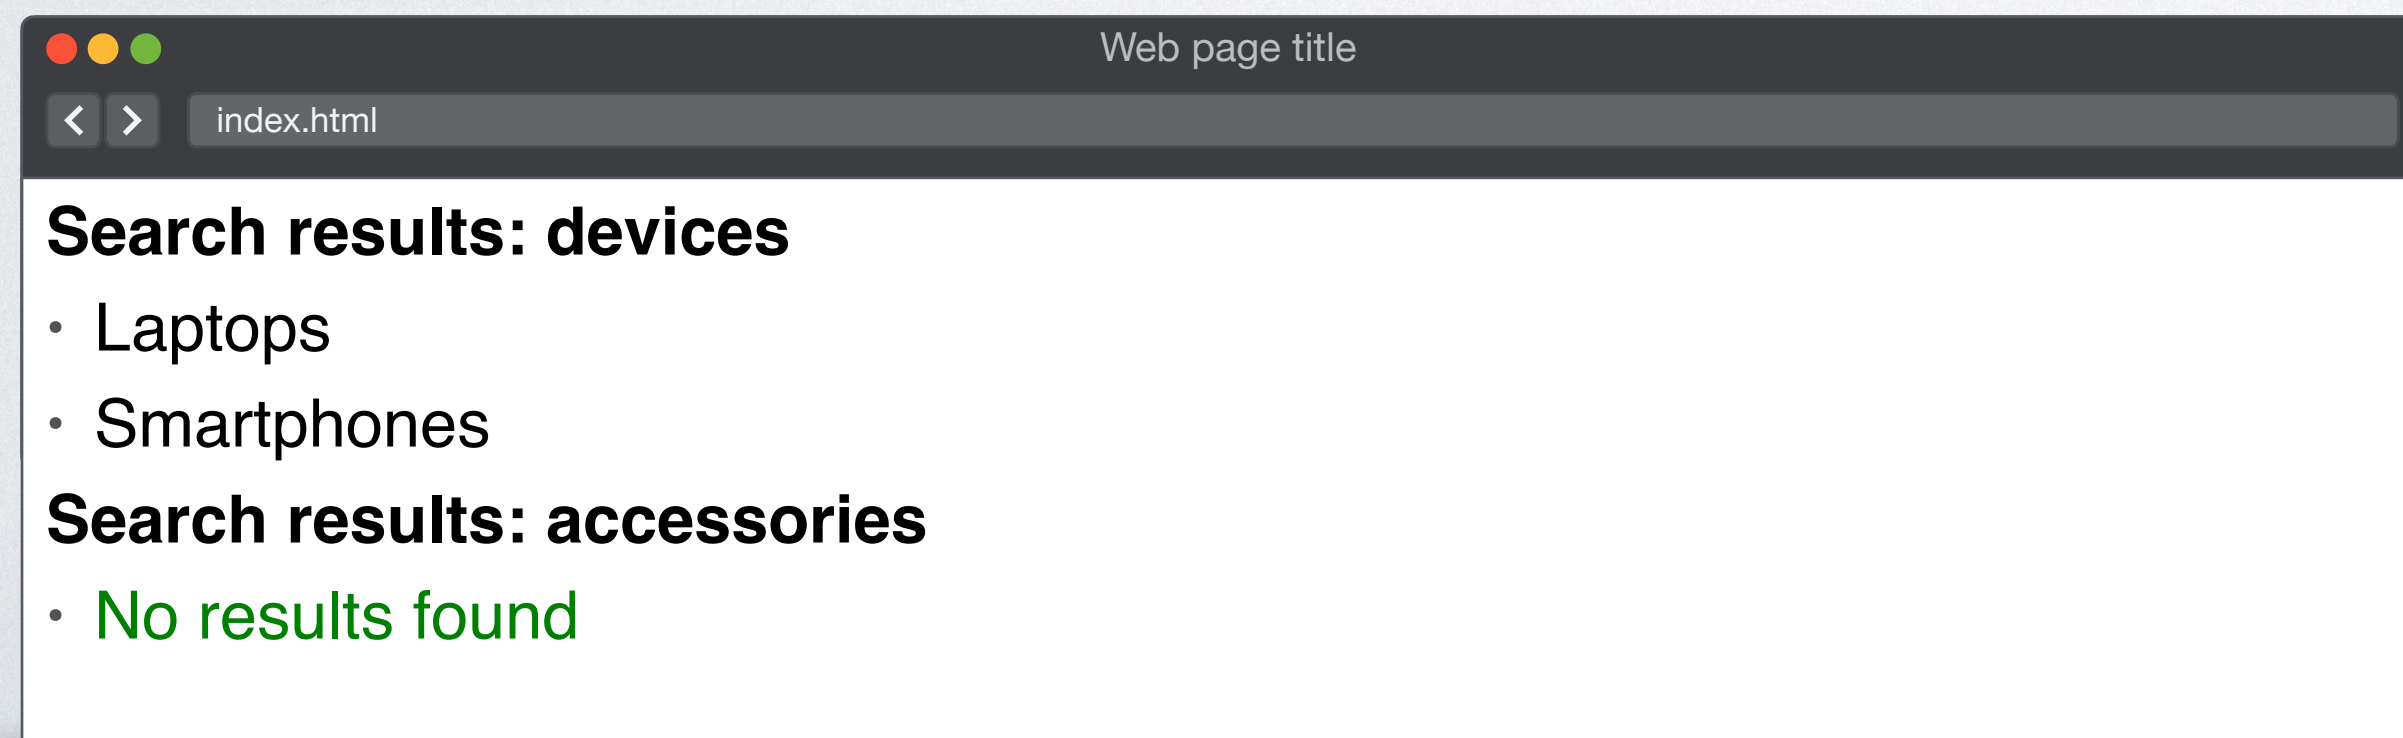 Web page title
index.html
Search results: devices
• Laptops
• Smartphones
Search results: accessories
• No results found